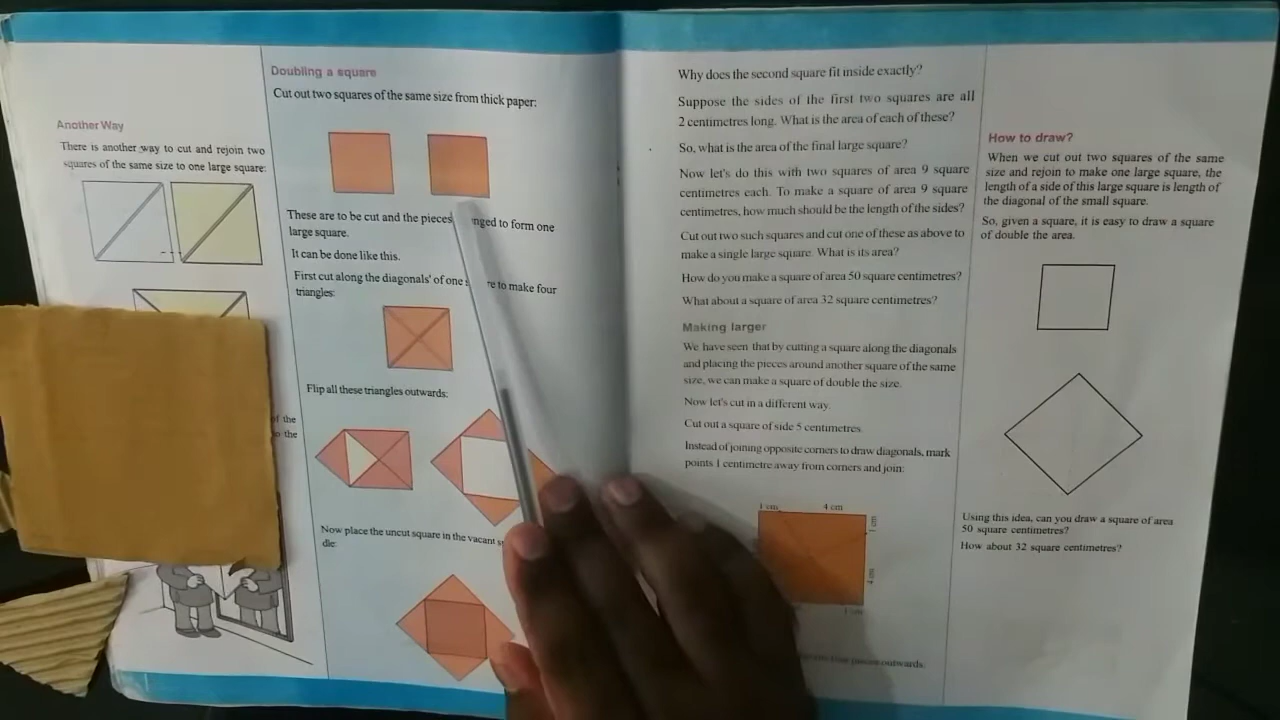 Another Way
There is another way to cut and rejoin two
squares of the same size to one large square:
of the
o the
Doubling a square
Cut out two squares of the same size from thick paper:
These are to be cut and the pieces nged to form one
large square.
It can be done like this.
First cut along the diagonals' of one re to make four
triangles:
Flip all these triangles outwards:
Now place the uncut square in the vacant
dle:
Why does the second square fit inside exactly?
Suppose the sides of the first two squares are all
2 centimetres long. What is the area of each of these?
So, what is the area of the final large square?
Now let's do this with two squares of area 9 square
centimetres each. To make a square of area 9 square
centimetres, how much should be the length of the sides?
Cut out two such squares and cut one of these as above to
make a single large square. What is its area?
How do you make a square of area 50 square centimetres?
What about a square of area 32 square centimetres?
Making larger
We have seen that by cutting a square along the diagonals
and placing the pieces around another square of the same
size, we can make a square of double the size.
Now let's cut in a different way.
Cut out a square of side 5 centimetres.
Instead of joining opposite corners to draw diagonals, mark
points 1 centimetre away from corners and join:
1 cm 4 cm
1 cm
4 cm
1 cm
pieces outwards.
How to draw?
When we cut out two squares of the same
size and rejoin to make one large square, the
length of a side of this large square is length of
the diagonal of the small square.
So, given a square, it is easy to draw a square
of double the area.
Using this idea, can you draw a square of area
50 square centimetres?
How about 32 square centimetres?